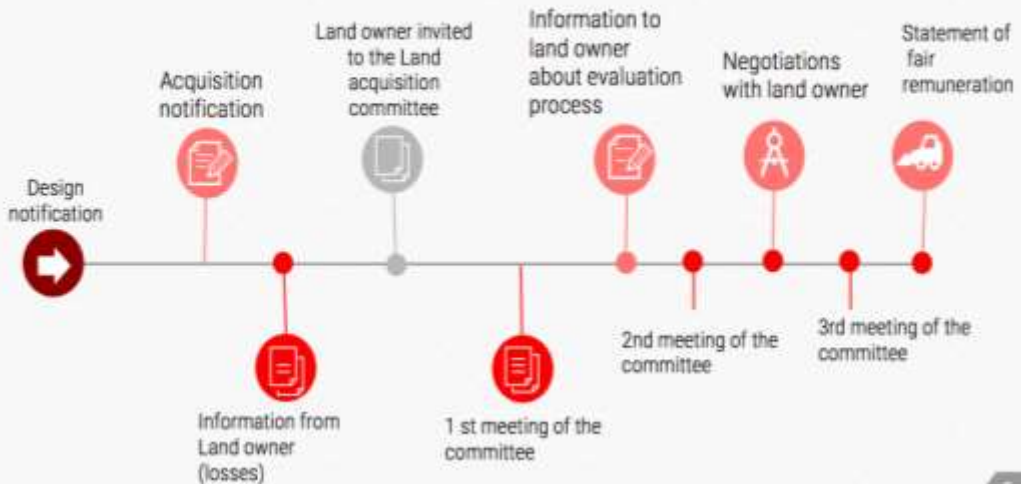 Design
notification
Acquisition
notification
Information from
Land owner
(losses)
Land owner invited
to the Land
acquisition
committee
1 st meeting of the
committee
Information to
land owner
about evaluation
process
2nd meeting of the
committee
Negotiations
with land owner
3rd meeting of the
committee
Statement of
fair
remuneration